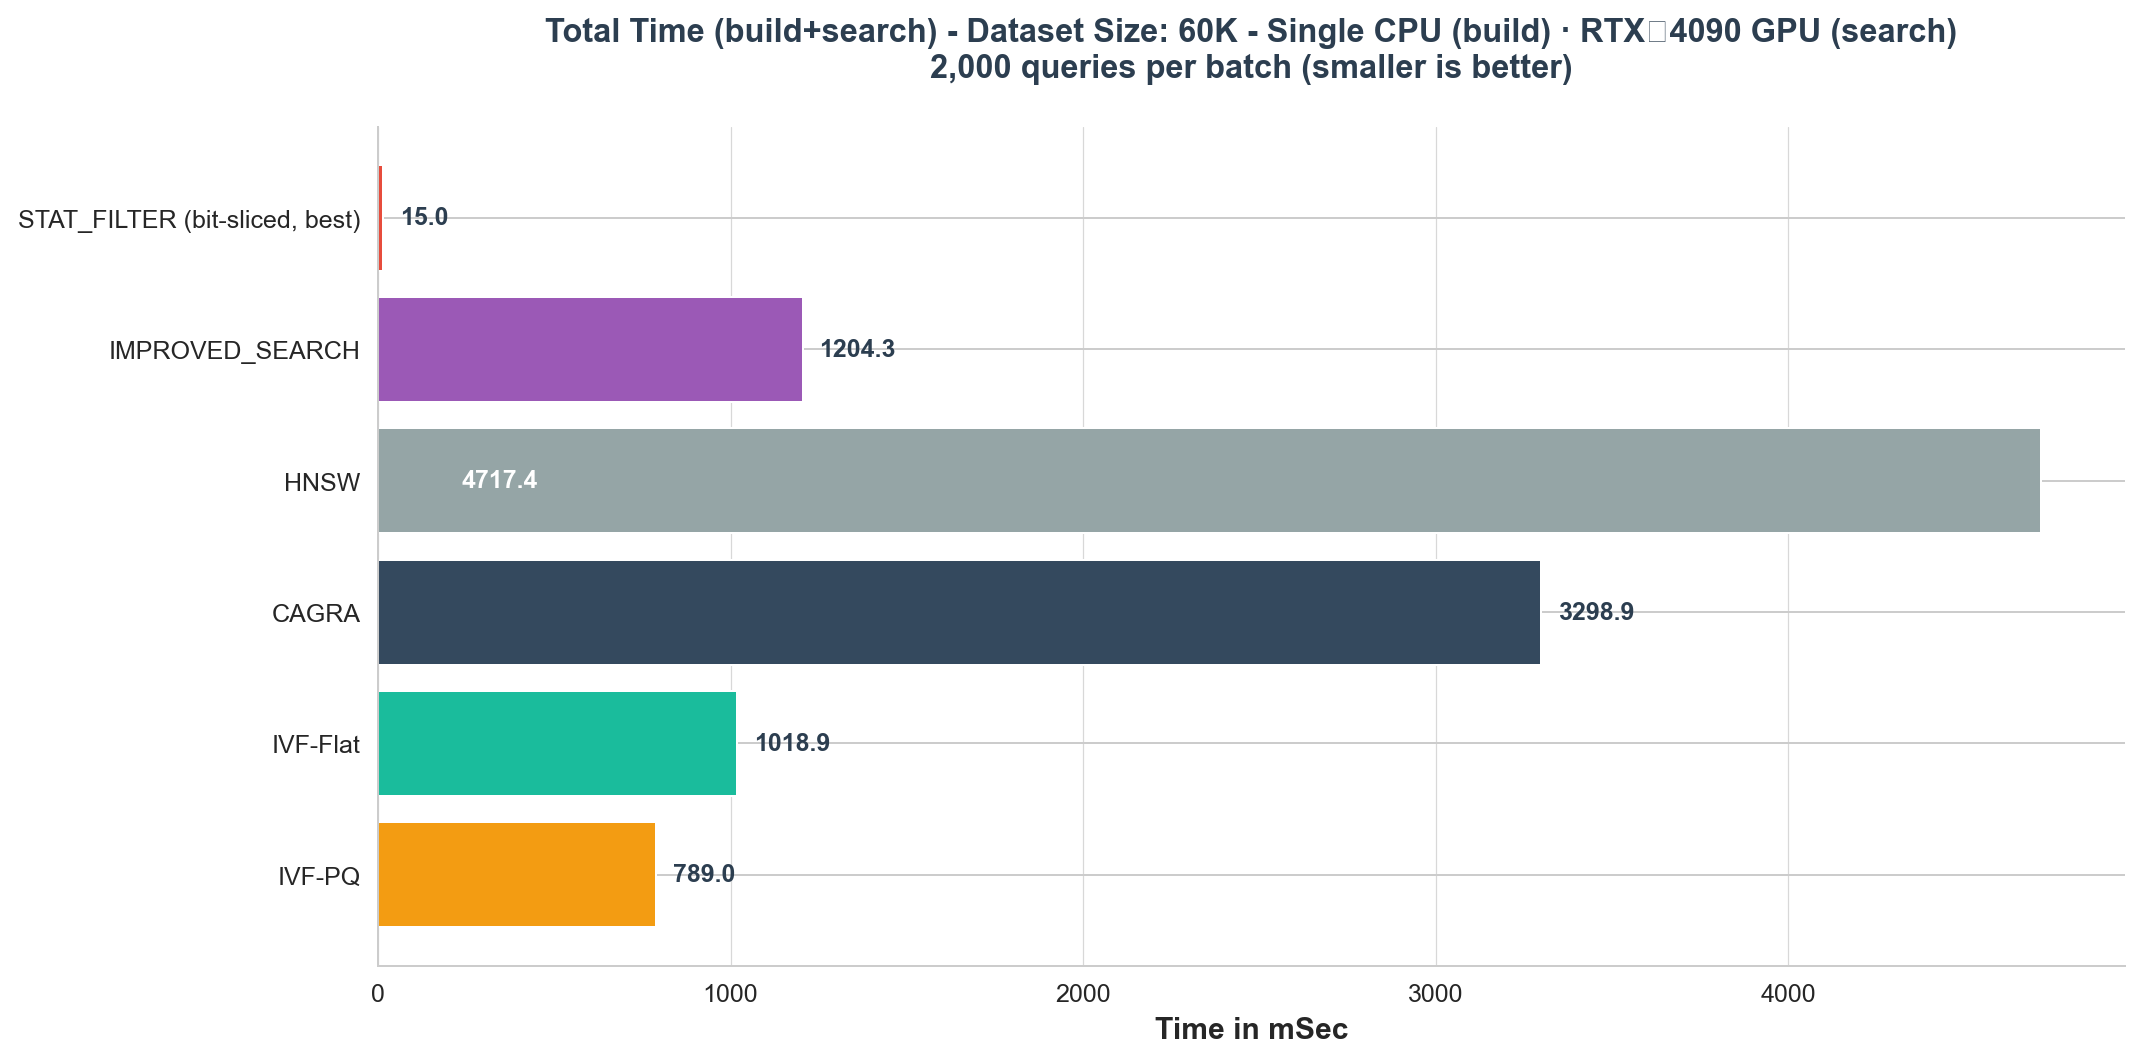 Total Time (build+search) - Dataset Size: 60K - Single CPU (build) · RTX□4090 GPU (search)
2,000 queries per batch (smaller is better)
STAT_FILTER (bit-sliced, best) 15.0
IMPROVED_SEARCH 1204.3
HNSW 4717.4
CAGRA 3298.9
IVF-Flat 1018.9
IVF-PQ 789.0
0 1000 2000 3000 4000
Time in mSec